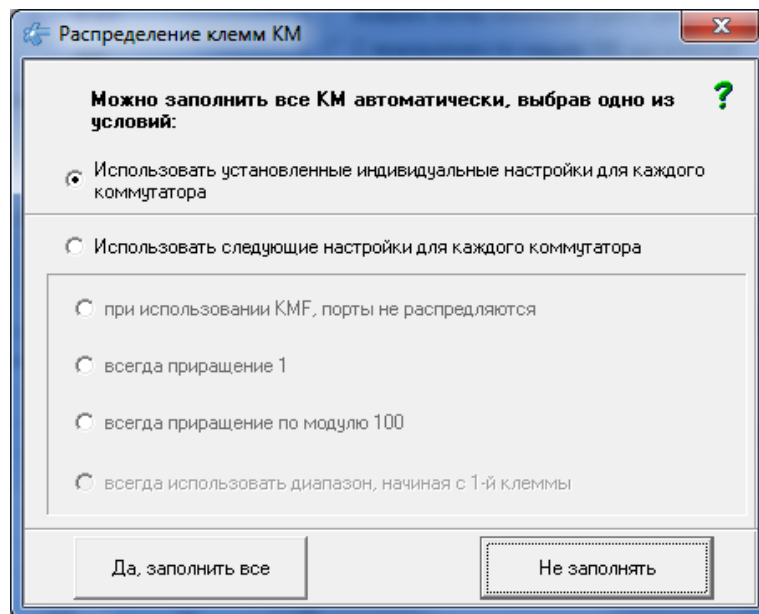 Распределение клемм КМ
X
Можно заполнить все КМ автоматически, выбрав одно из
условий:
?
Использовать установленные индивидуальные настройки для каждого
коммутатора
Использовать следующие настройки для каждого коммутатора
при использовании KMF, порты не распредляются
всегда приращение 1
всегда приращение по модулю 100
всегда использовать диапазон, начиная с 1-й клеммы
Да, заполнить все
Не заполнять